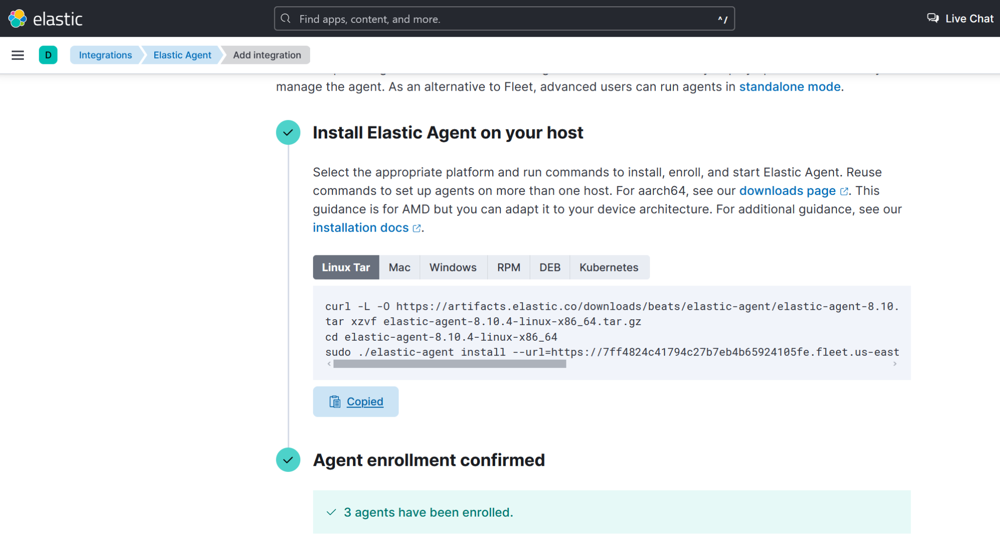 elastic
Find apps, content, and more.
^/
Live Chat
D
Integrations
Elastic Agent
Add integration
manage the agent. As an alternative to Fleet, advanced users can run agents in standalone mode.
Install Elastic Agent on your host
Select the appropriate platform and run commands to install, enroll, and start Elastic Agent. Reuse
commands to set up agents on more than one host. For aarch64, see our downloads page. This
guidance is for AMD but you can adapt it to your device architecture. For additional guidance, see our
installation docs.
Linux Tar
Mac
Windows
RPM
DEB
Kubernetes
curl -L -O https://artifacts.elastic.co/downloads/beats/elastic-agent/elastic-agent-8.10.
tar xzvf elastic-agent-8.10.4-linux-x86_64.tar.gz
cd elastic-agent-8.10.4-linux-x86_64
sudo ./elastic-agent install --url=https://7ff4824c41794c27b7eb4b65924105fe.fleet.us-east
Copied
Agent enrollment confirmed
3 agents have been enrolled.